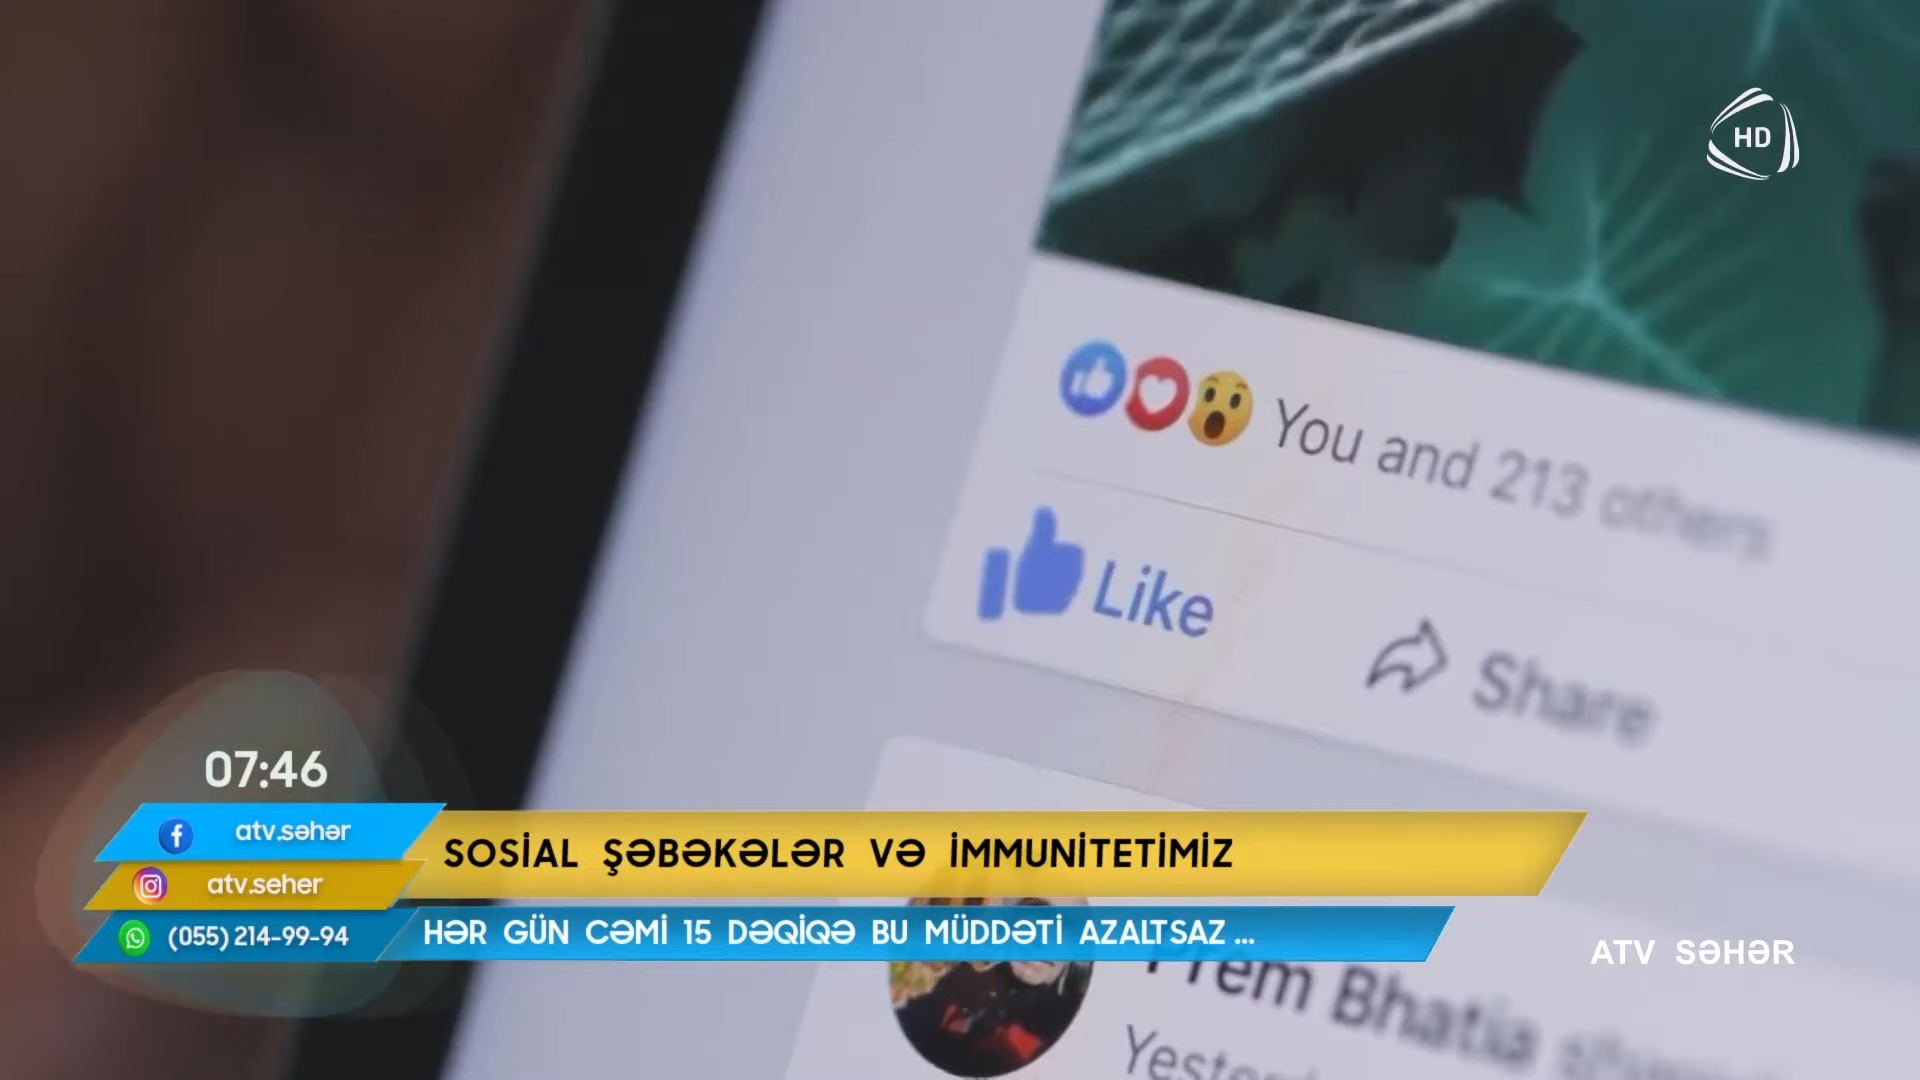 HD
You and 213 others
Like
Share
07:46
atv.səhər
SOSİAL ŞƏBƏKƏLƏR VƏ İMMUNİTETİMİZ
atv.seher
(055) 214-99-94
HƏR GÜN CƏMİ 15 DƏQİQƏ BU MÜDDƏTİ AZALTSAZ ...
ATV SƏHƏR
Prem Bhatia